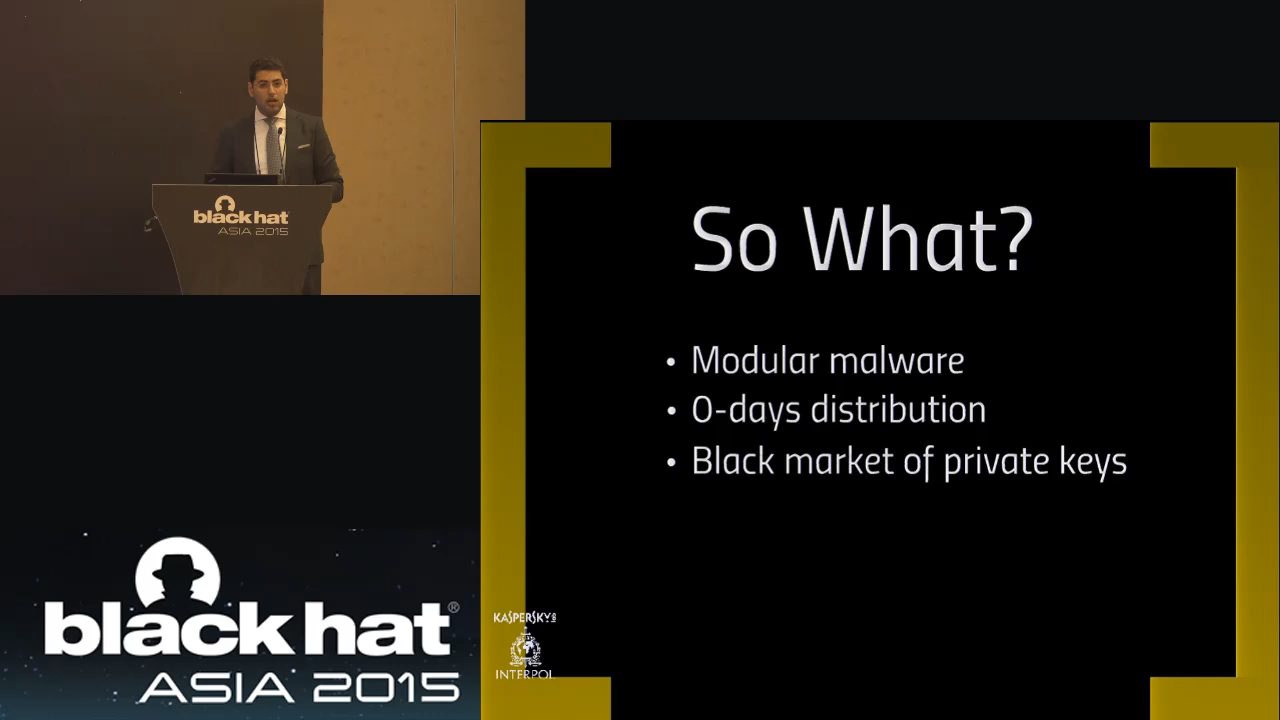 black hat
ASIA 2015
So What?
• Modular malware
• 0-days distribution
• Black market of private keys
black hat®
ASIA 2015
KASPERSKY
INTERPOL